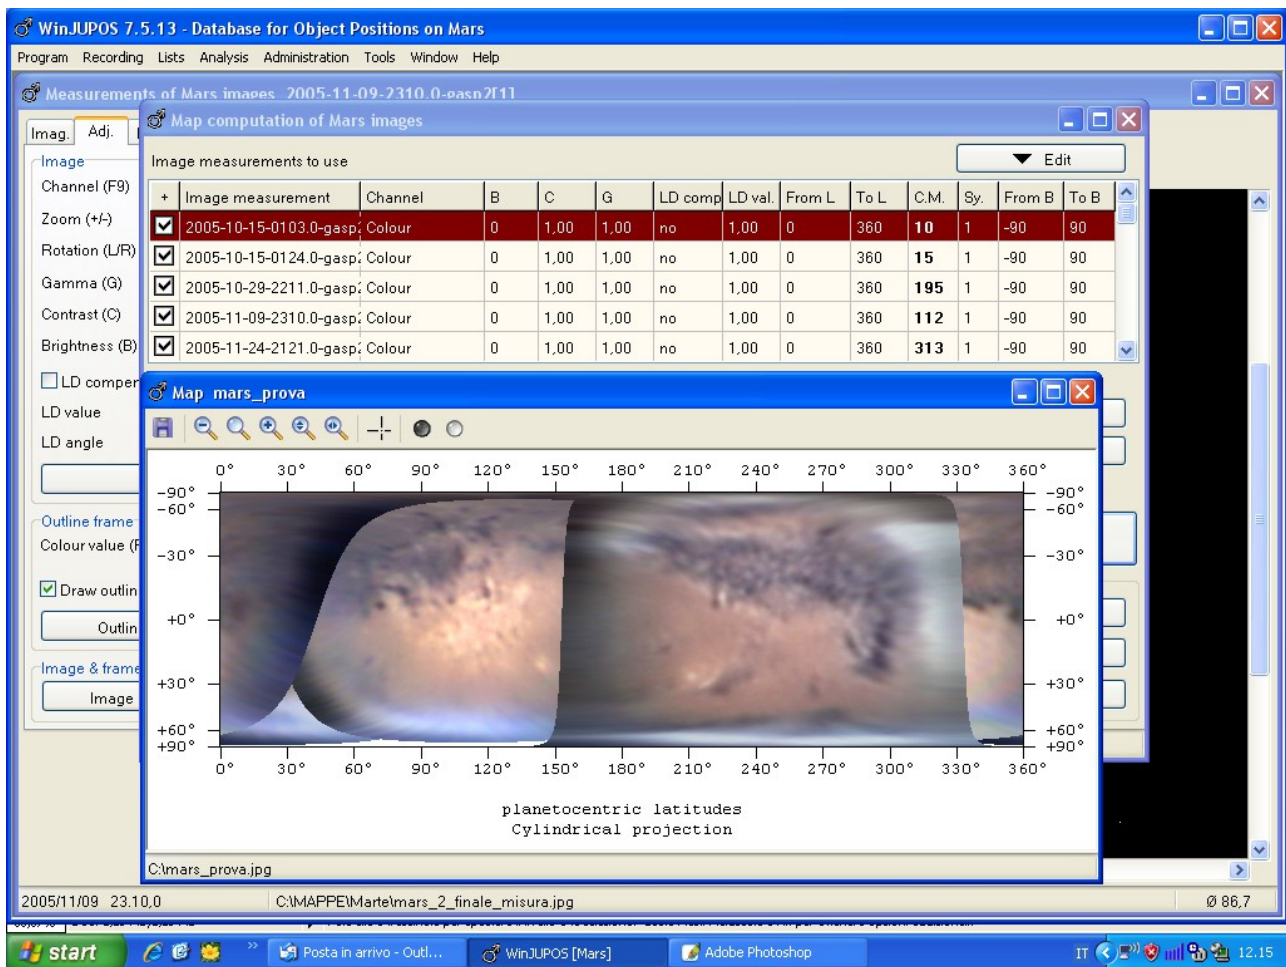 WinJUPOS 7.5.13 - Database for Object Positions on Mars
Program Recording Lists Analysis Administration Tools Window Help
Measurements of Mars images 2005-11-09-2310.0-gasp2[1]
Imag. Adj.
Image
Channel (F9)
Zoom (+/-)
Rotation (L/R)
Gamma (G)
Contrast (C)
Brightness (B)
LD compen
LD value
LD angle
Outline frame
Colour value (F
Draw outlin
Outlin
Image & frame
Image
Map computation of Mars images
Image measurements to use
Edit
+ Image measurement Channel B C G LD comp LD val. From L To L C.M. Sy. From B To B
2005-10-15-0103.0-gasp2 Colour 0 1,00 1,00 no 1,00 0 360 10 1 -90 90
2005-10-15-0124.0-gasp2 Colour 0 1,00 1,00 no 1,00 0 360 15 1 -90 90
2005-10-29-2211.0-gasp2 Colour 0 1,00 1,00 no 1,00 0 360 195 1 -90 90
2005-11-09-2310.0-gasp2 Colour 0 1,00 1,00 no 1,00 0 360 112 1 -90 90
2005-11-24-2121.0-gasp2 Colour 0 1,00 1,00 no 1,00 0 360 313 1 -90 90
Map mars_prova
0° 30° 60° 90° 120° 150° 180° 210° 240° 270° 300° 330° 360°
-90° -90°
-60° -60°
-30° -30°
+0° +0°
+30° +30°
+60° +60°
+90° +90°
0° 30° 60° 90° 120° 150° 180° 210° 240° 270° 300° 330° 360°
planetocentric latitudes
Cylindrical projection
C:\mars_prova.jpg
2005/11/09 23.10,0 C:\MAPPE\Marte\mars_2_finale_misura.jpg Ø 86,7
start Posta in arrivo - Outl... WinJUPOS [Mars] Adobe Photoshop IT 12.15